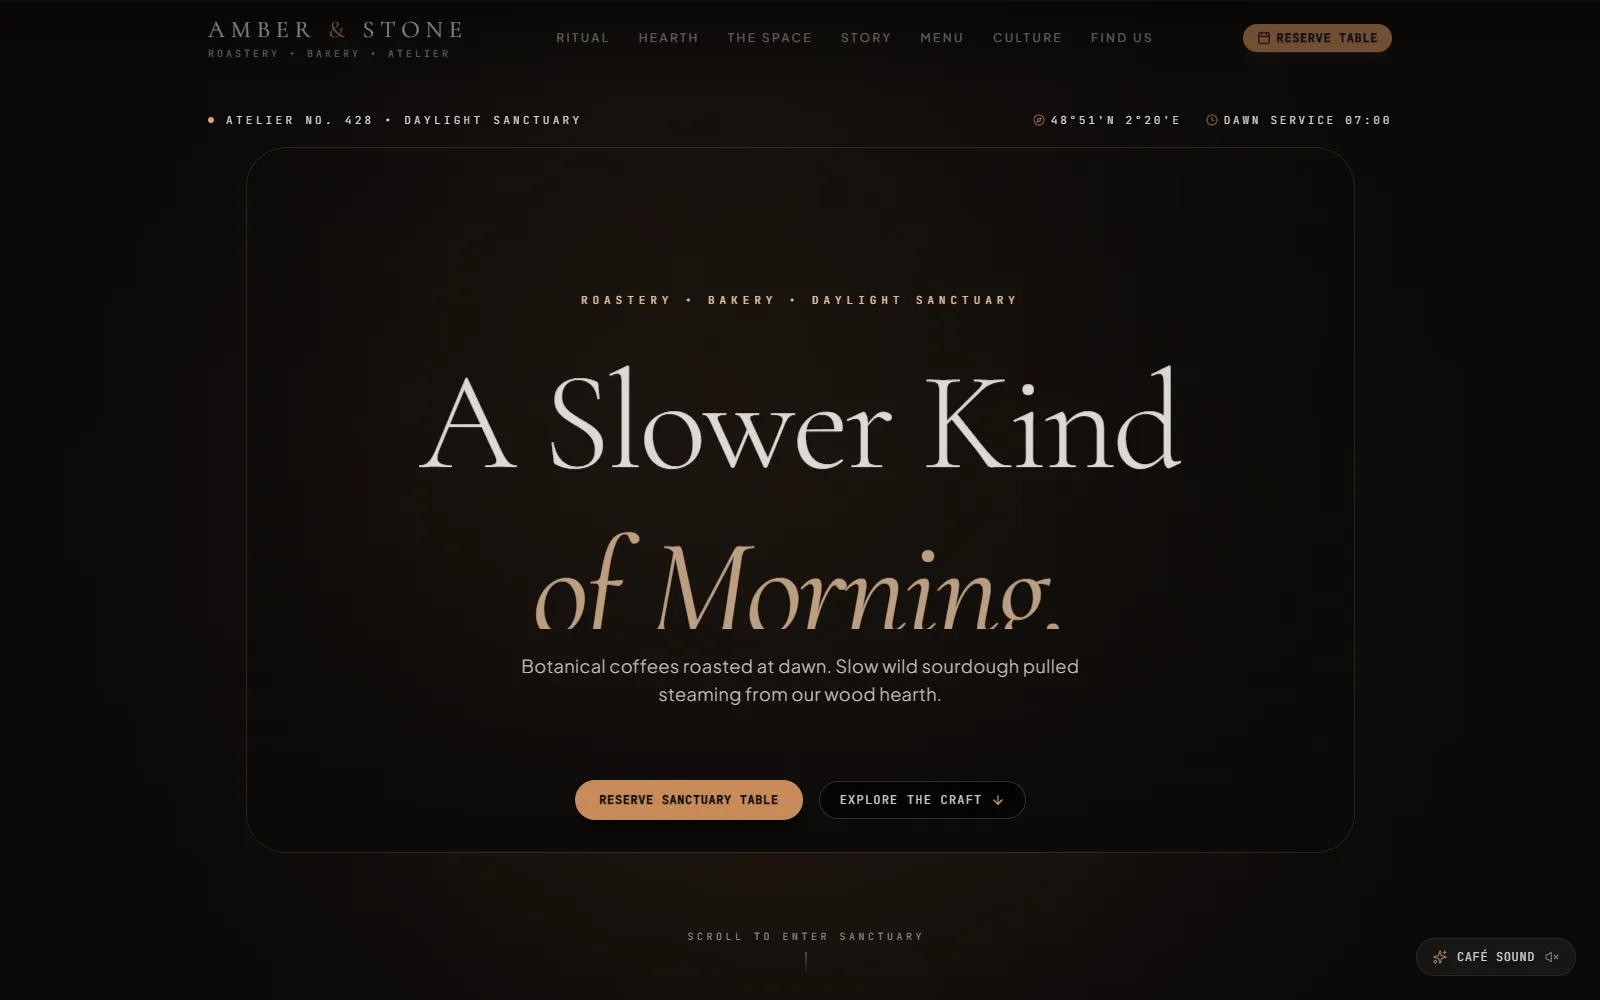 AMBER & STONE
ROASTERY • BAKERY • ATELIER
RITUAL HEARTH THE SPACE STORY MENU CULTURE FIND US
RESERVE TABLE
ATELIER NO. 428 • DAYLIGHT SANCTUARY
48°51'N 2°20'E DAWN SERVICE 07:00
ROASTERY • BAKERY • DAYLIGHT SANCTUARY
A Slower Kind
of Morning.
Botanical coffees roasted at dawn. Slow wild sourdough pulled
steaming from our wood hearth.
RESERVE SANCTUARY TABLE EXPLORE THE CRAFT ↓
SCROLL TO ENTER SANCTUARY
CAFÉ SOUND